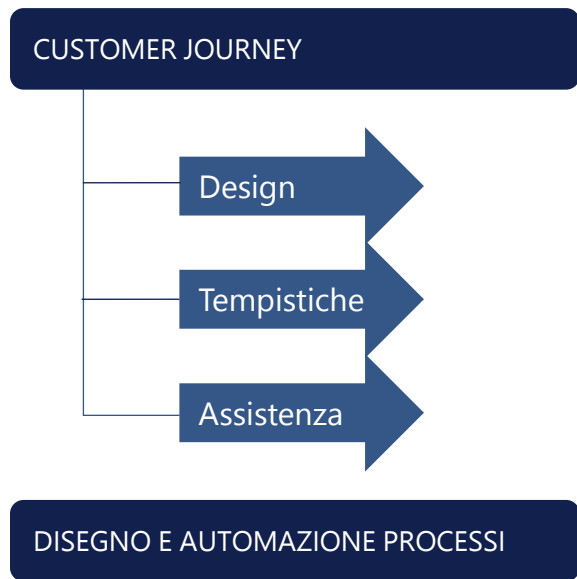 CUSTOMER JOURNEY
Design
Tempistiche
Assistenza
DISEGNO E AUTOMAZIONE PROCESSI